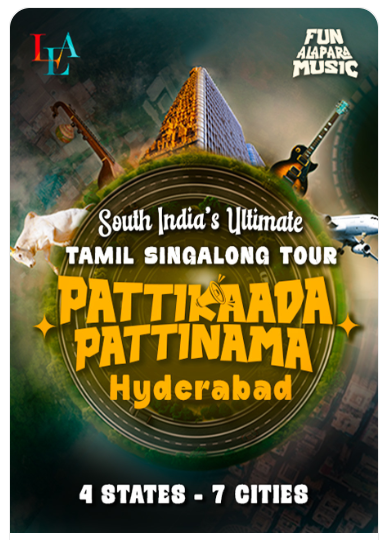 LEA
FUN
ALAPARA
MUSIC
South India's Ultimate
TAMIL SINGALONG TOUR
PATTIKAADA
PATTINAMA
Hyderabad
4 STATES - 7 CITIES